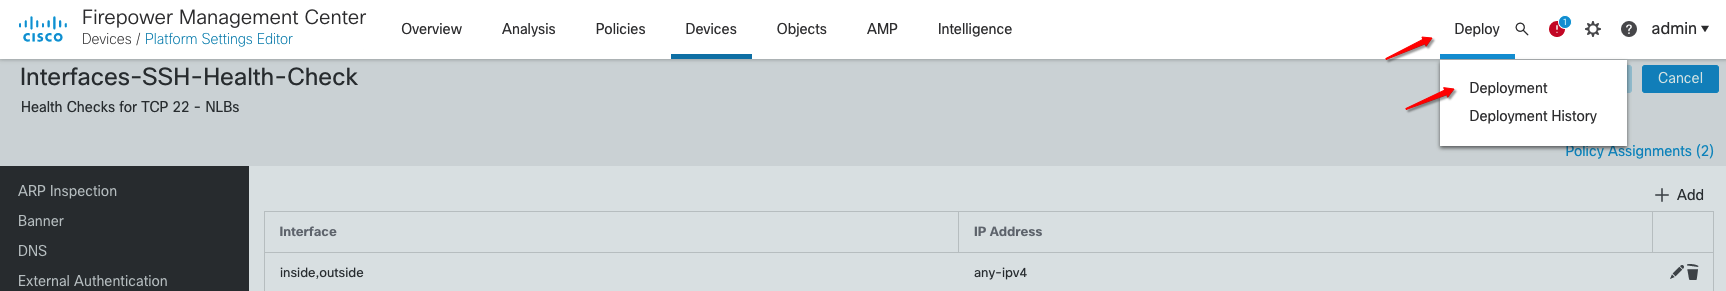 Firepower Management Center
CISCO
Devices / Platform Settings Editor
Overview Analysis Policies Devices Objects AMP Intelligence Deploy 1 ! ? admin
Interfaces-SSH-Health-Check
Cancel
Deployment
Health Checks for TCP 22 - NLBs
Deployment History
Policy Assignments (2)
ARP Inspection
Banner
DNS
External Authentication
Add
Interface IP Address
inside,outside any-ipv4